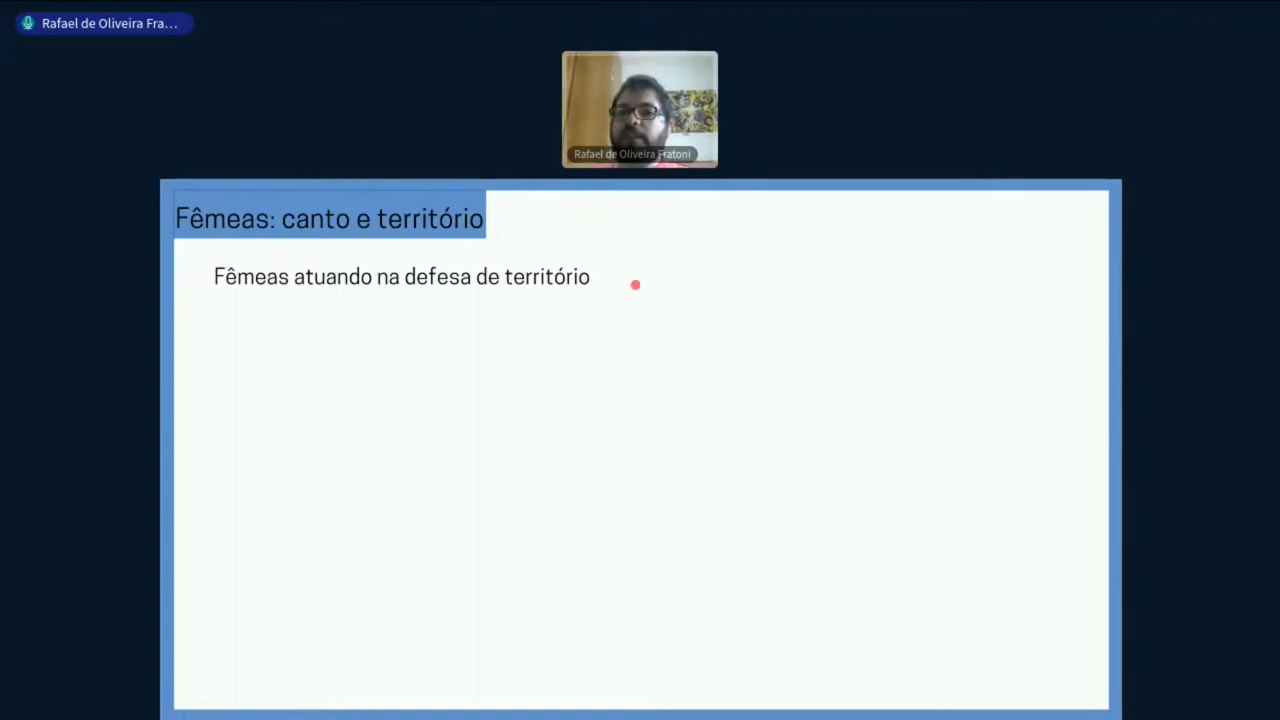 Rafael de Oliveira Fra...
Rafael de Oliveira Fratoni
Fêmeas: canto e território
Fêmeas atuando na defesa de território